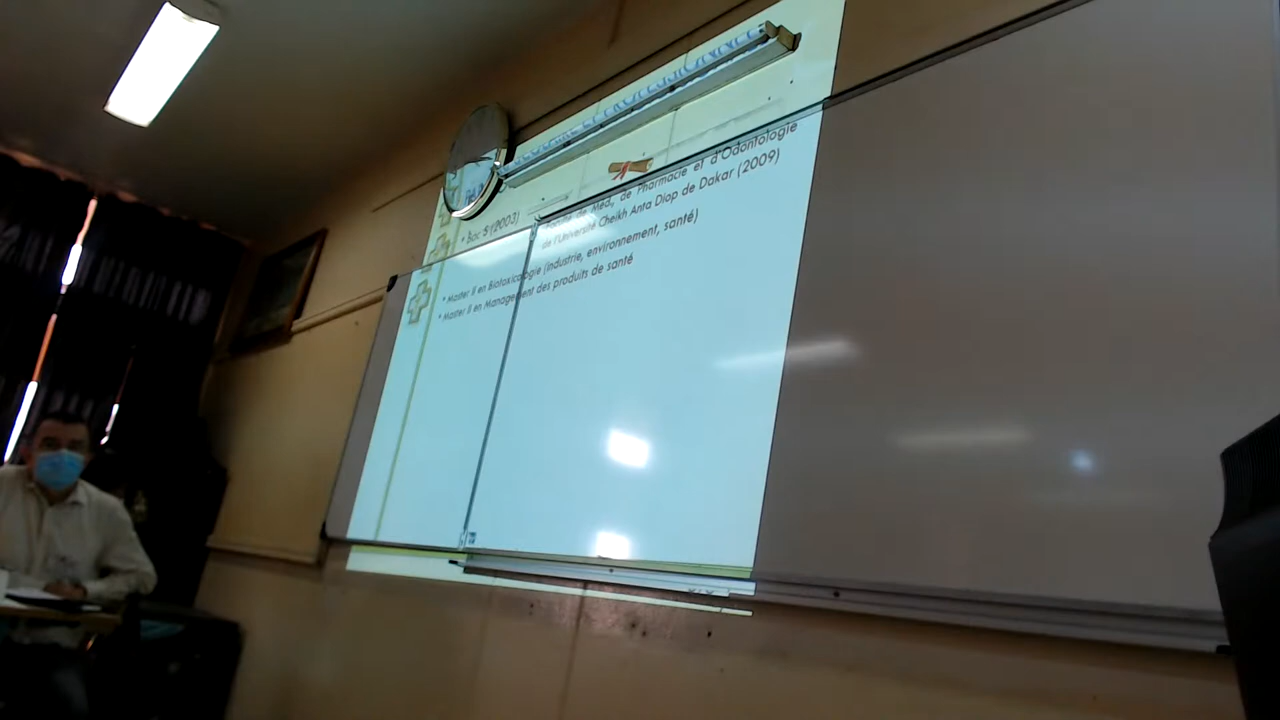 * Bac S (2003)
Faculté de Med, de Pharmacie et d'Odontologie
de l'Université Cheikh Anta Diop de Dakar (2009)
* Master II en Biotoxicologie (industrie, environnement, santé)
* Master II en Management des produits de santé